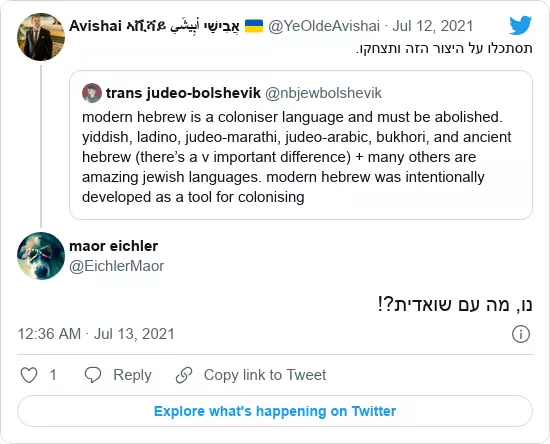 Avishai አቪሻይ أَبِيشَي אֲבִישַׁי 🇺🇦 @YeOldeAvishai · Jul 12, 2021
תסתכלו על היצור הזה ותצחקו.
trans judeo-bolshevik @nbjewbolshevik
modern hebrew is a coloniser language and must be abolished.
yiddish, ladino, judeo-marathi, judeo-arabic, bukhori, and ancient
hebrew (there's a v important difference) + many others are
amazing jewish languages. modern hebrew was intentionally
developed as a tool for colonising
maor eichler
@EichlerMaor
נו, מה עם שואדית?!
12:36 AM · Jul 13, 2021
1 Reply Copy link to Tweet
Explore what's happening on Twitter